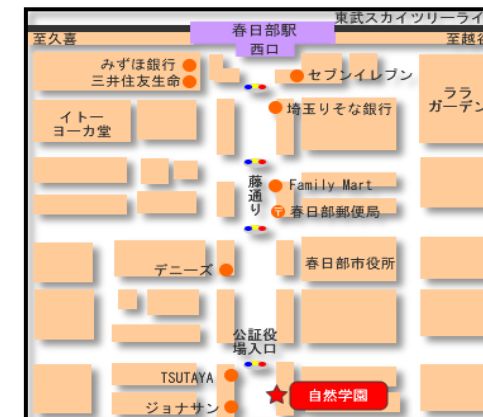 東武スカイツリーライ
春日部駅
西口
至久喜
至越谷
みずほ銀行
三井住友生命
セブンイレブン
ララ
ガーデン
埼玉りそな銀行
イトー
ヨーカ堂
藤通り
Family Mart
〒春日部郵便局
デニーズ
春日部市役所
公証役
場入口
TSUTAYA
自然学園
ジョナサン